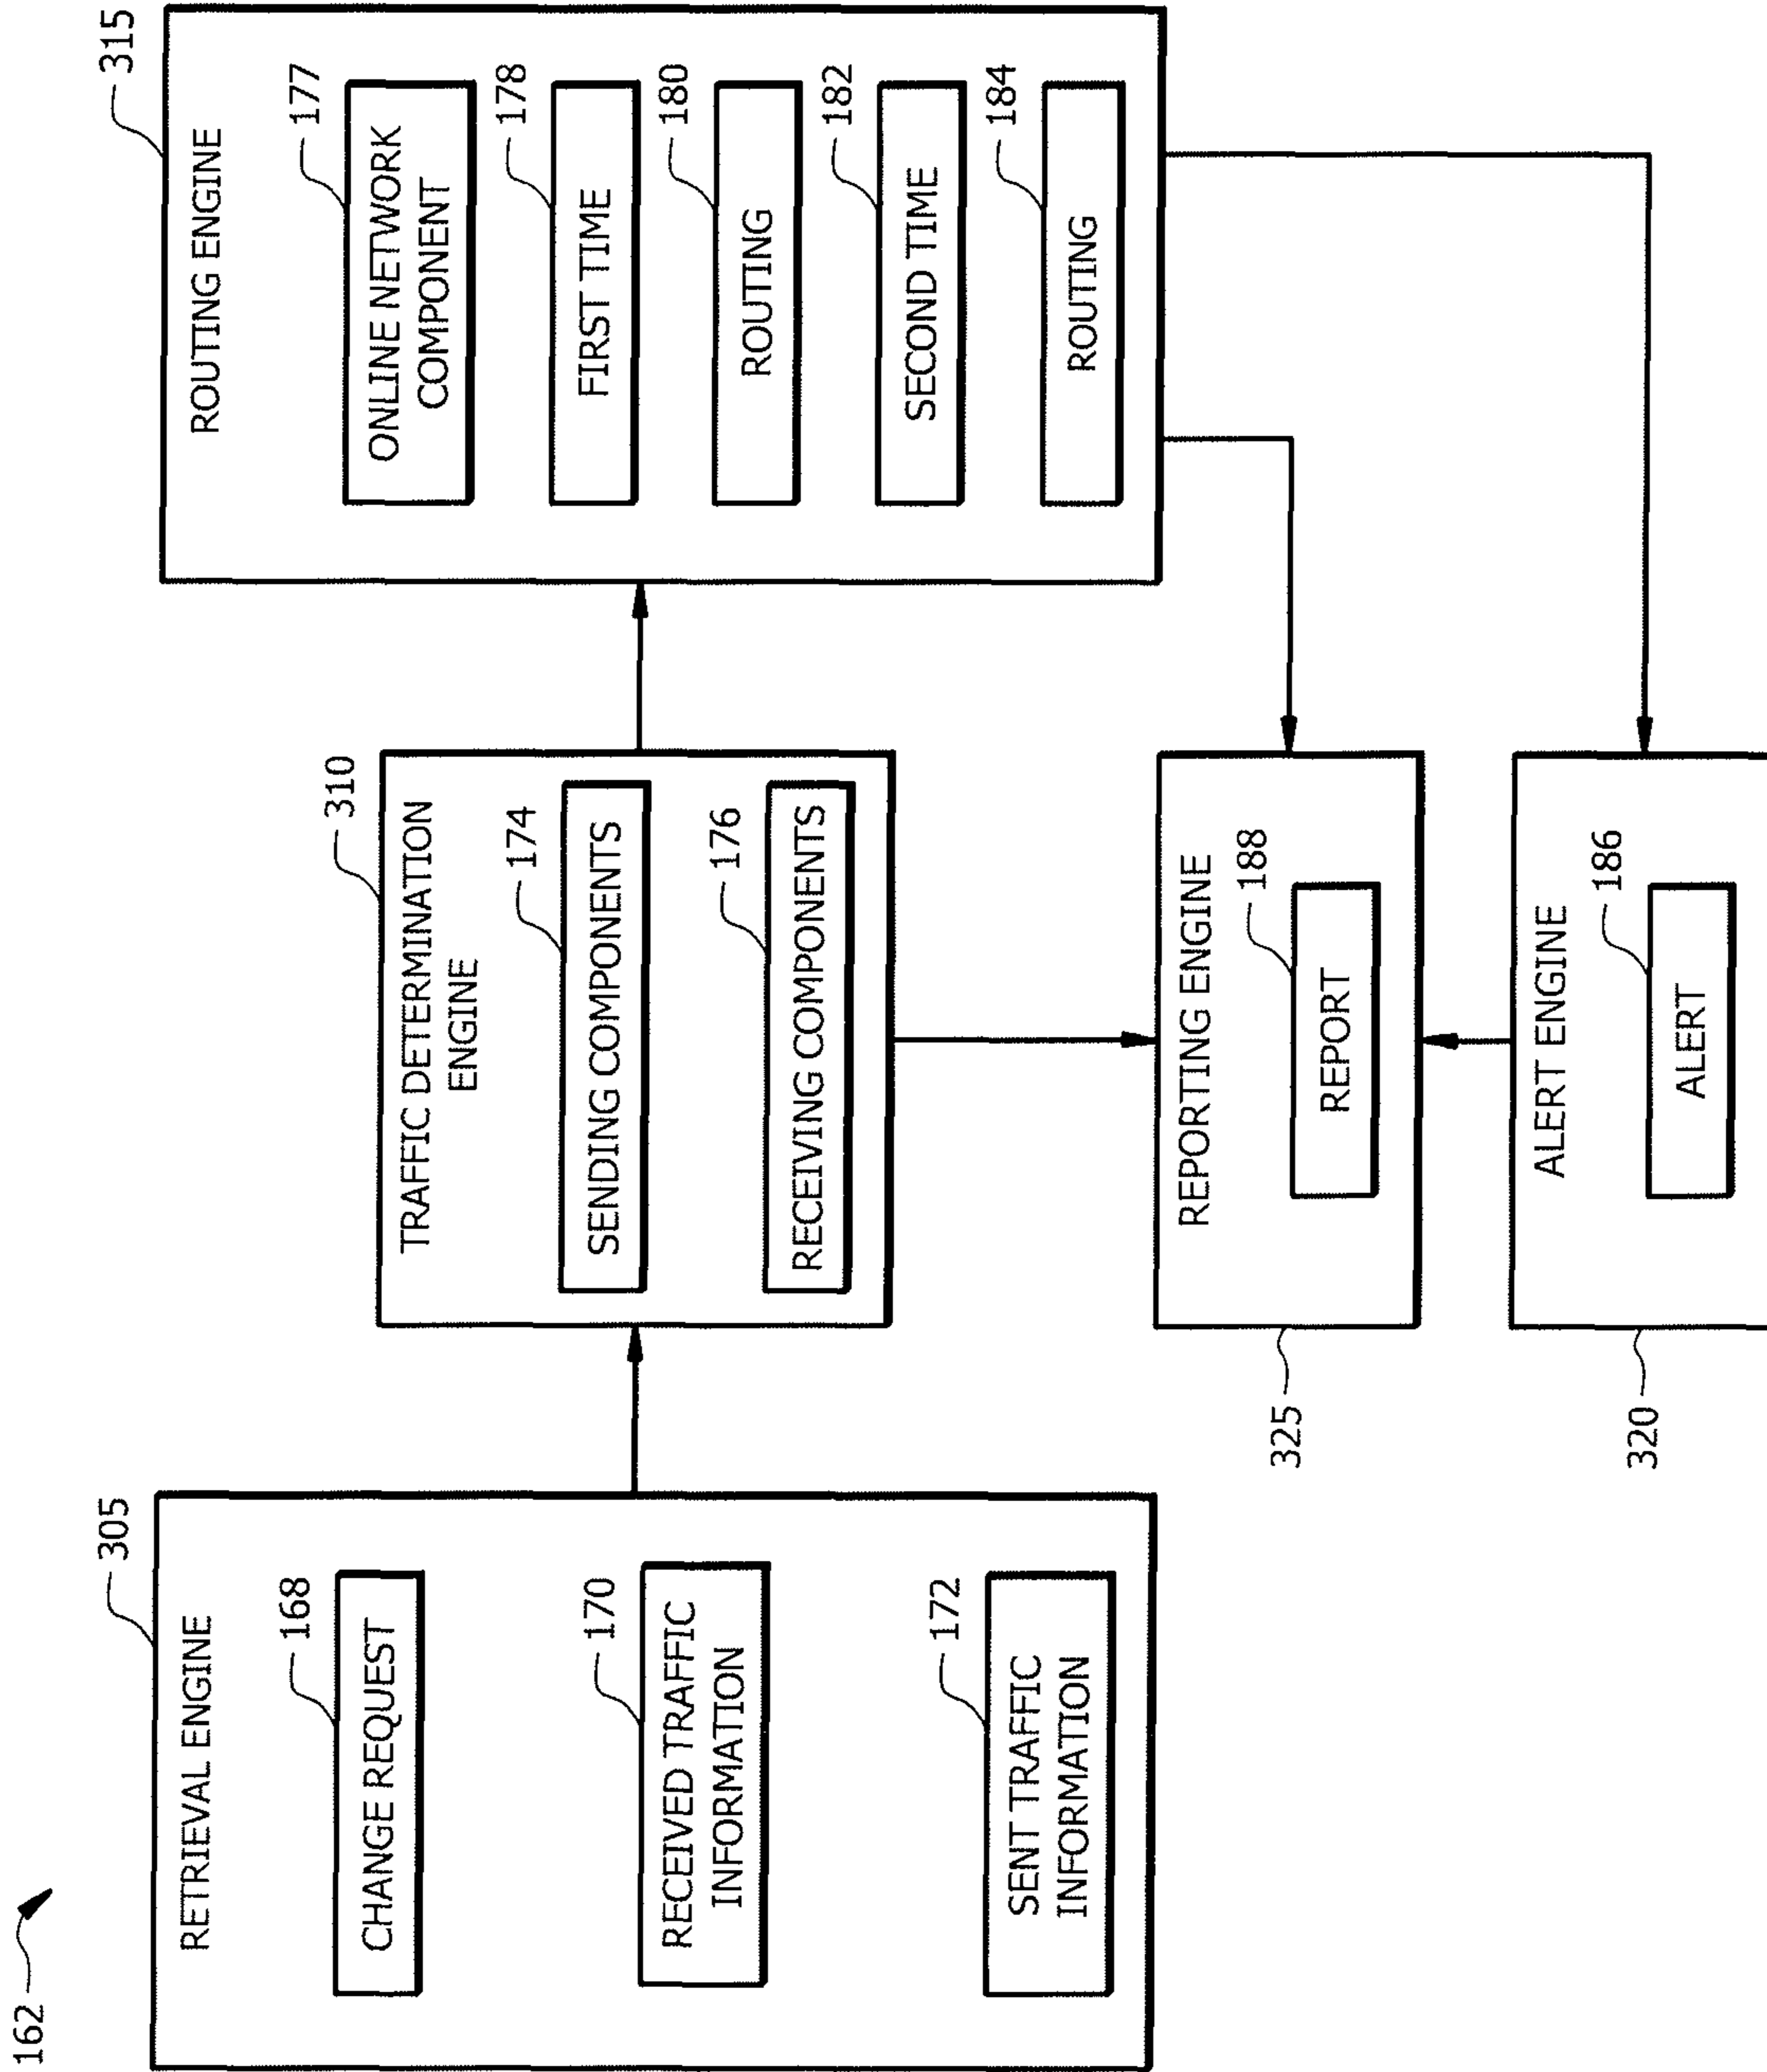 162
305
RETRIEVAL ENGINE
168
CHANGE REQUEST
170
RECEIVED TRAFFIC
INFORMATION
172
SENT TRAFFIC
INFORMATION
310
TRAFFIC DETERMINATION
ENGINE
174
SENDING COMPONENTS
176
RECEIVING COMPONENTS
315
ROUTING ENGINE
177
ONLINE NETWORK
COMPONENT
178
FIRST TIME
180
ROUTING
182
SECOND TIME
184
ROUTING
325
REPORTING ENGINE
188
REPORT
320
ALERT ENGINE
186
ALERT